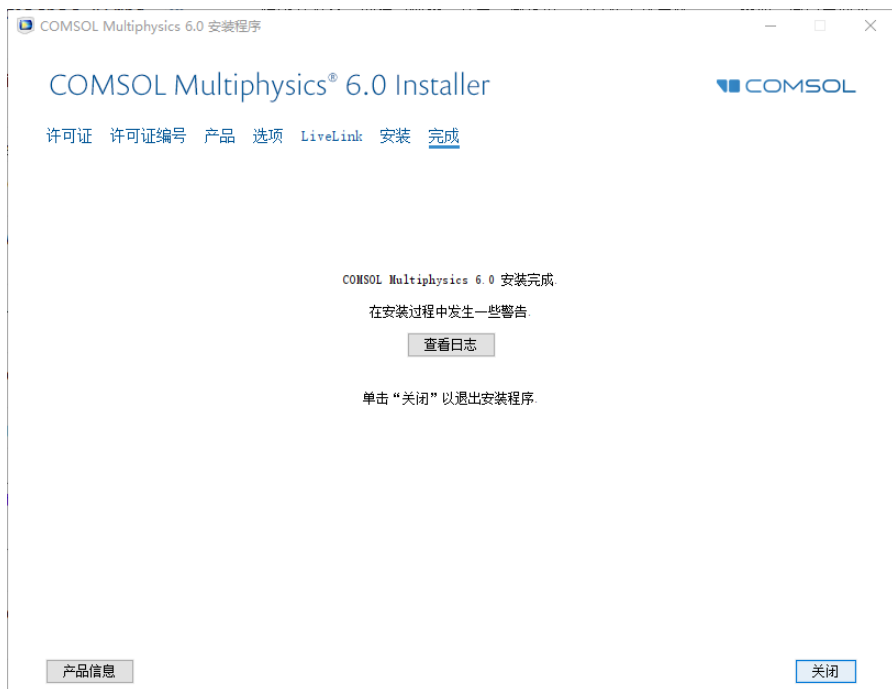 COMSOL Multiphysics 6.0 安装程序
COMSOL Multiphysics® 6.0 Installer
COMSOL
许可证 许可证编号 产品 选项 LiveLink 安装 完成
COMSOL Multiphysics 6.0 安装完成.
在安装过程中发生一些警告.
查看日志
单击“关闭”以退出安装程序.
产品信息
关闭